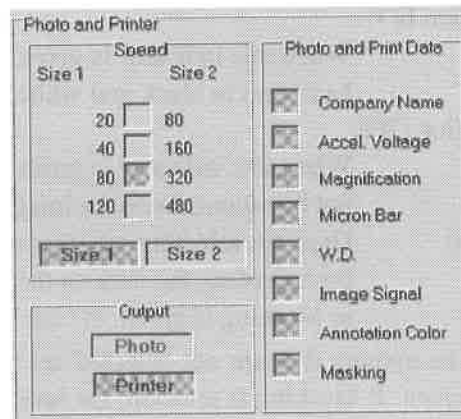 Photo and Printer
Speed
Size 1 Size 2
20 80
40 160
80 320
120 480
Size 1 Size 2
Output
Photo
Printer
Photo and Print Data
Company Name
Accel. Voltage
Magnification
Micron Bar
W.D.
Image Signal
Annotation Color
Masking